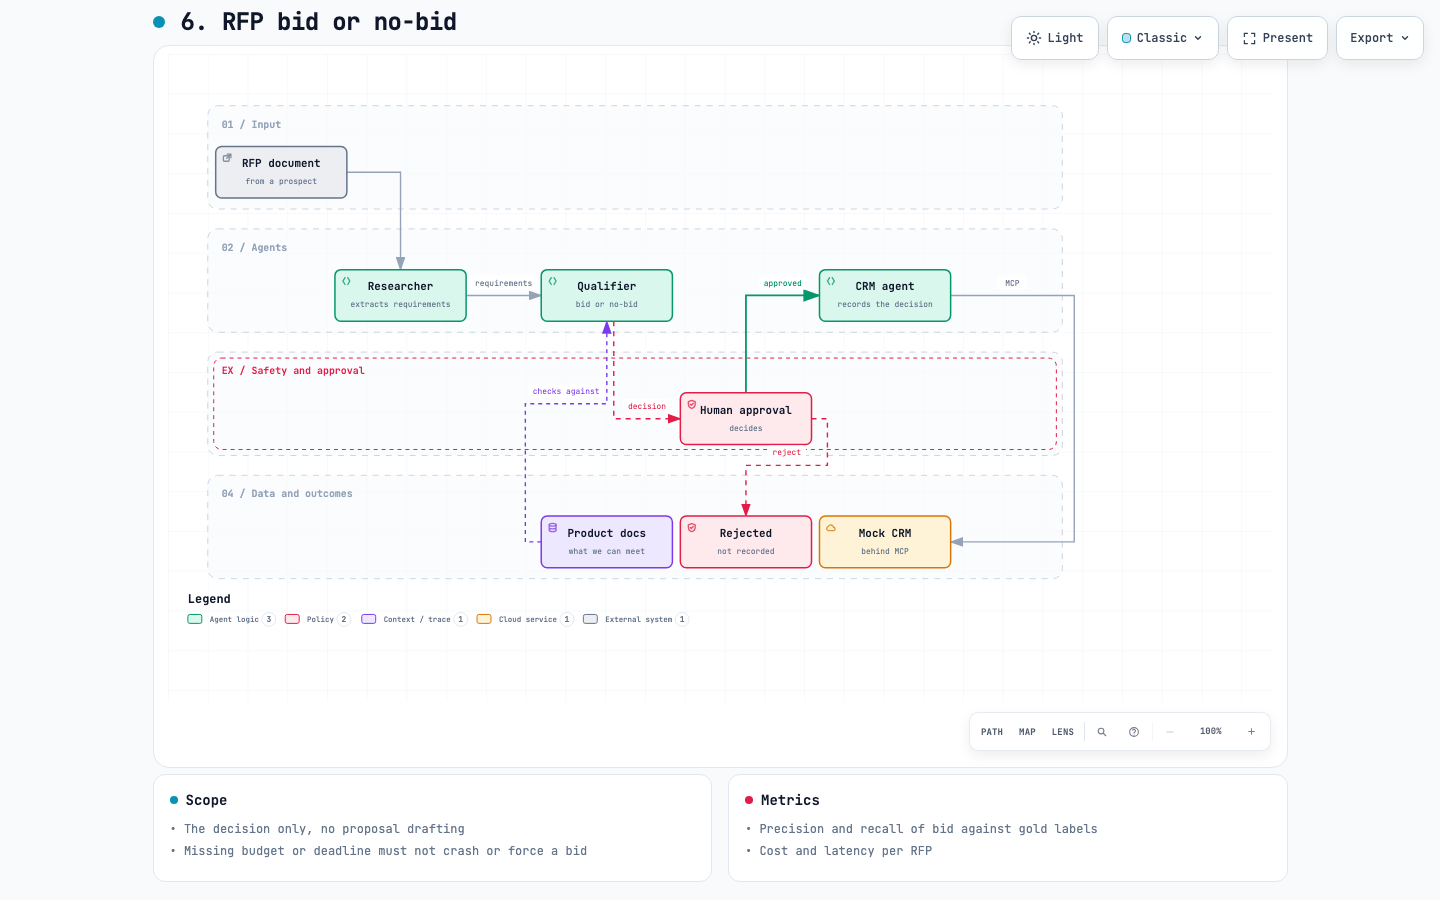 6. RFP bid or no-bid
Light
Classic
Present
Export
01 / Input
RFP document
from a prospect
02 / Agents
Researcher
extracts requirements
requirements
Qualifier
bid or no-bid
approved
CRM agent
records the decision
MCP
EX / Safety and approval
checks against
decision
Human approval
decides
reject
04 / Data and outcomes
Product docs
what we can meet
Rejected
not recorded
Mock CRM
behind MCP
Legend
Agent logic 3
Policy 2
Context / trace 1
Cloud service 1
External system 1
PATH
MAP
LENS
100%
Scope
• The decision only, no proposal drafting
• Missing budget or deadline must not crash or force a bid
Metrics
• Precision and recall of bid against gold labels
• Cost and latency per RFP